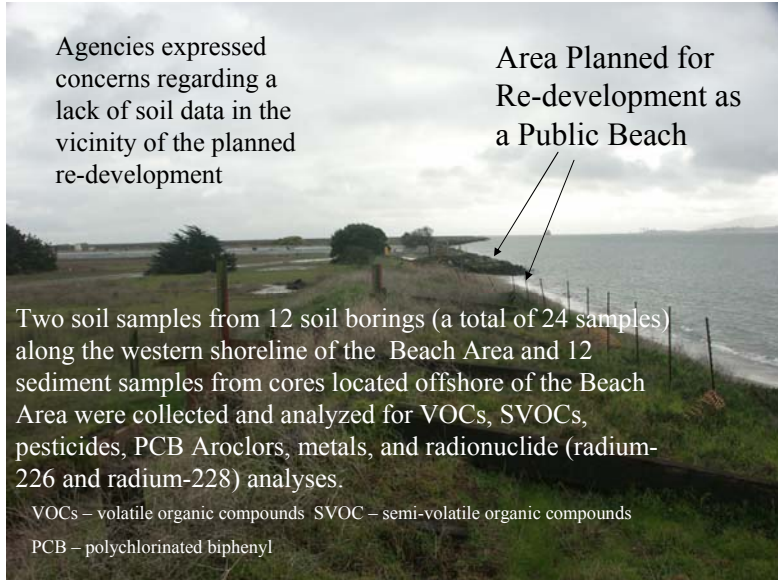 Agencies expressed
concerns regarding a
lack of soil data in the
vicinity of the planned
re-development
Area Planned for
Re-development as
a Public Beach
Two soil samples from 12 soil borings (a total of 24 samples)
along the western shoreline of the Beach Area and 12
sediment samples from cores located offshore of the Beach
Area were collected and analyzed for VOCs, SVOCs,
pesticides, PCB Aroclors, metals, and radionuclide (radium-
226 and radium-228) analyses.
VOCs – volatile organic compounds SVOC – semi-volatile organic compounds
PCB – polychlorinated biphenyl